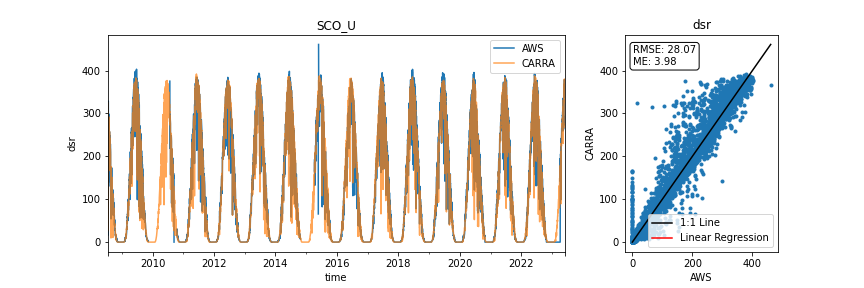 SCO_U
dsr
400
300
200
100
0
2010
2012
2014
2016
2018
2020
2022
time
AWS
CARRA
dsr
CARRA
400
300
200
100
0
0
200
400
AWS
RMSE: 28.07
ME: 3.98
1:1 Line
Linear Regression